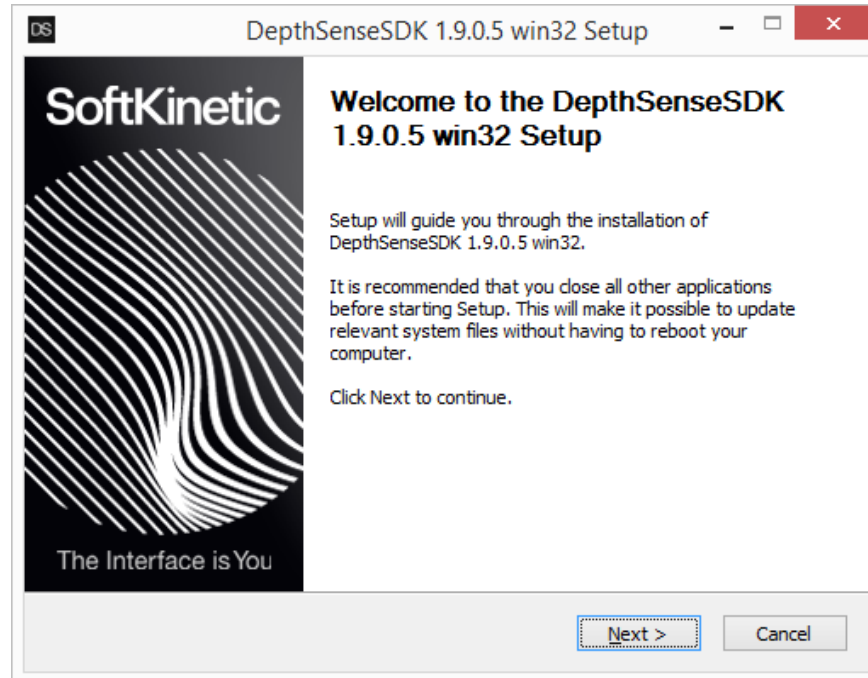 DS
DepthSenseSDK 1.9.0.5 win32 Setup
SoftKinetic
Welcome to the DepthSenseSDK
1.9.0.5 win32 Setup
Setup will guide you through the installation of
DepthSenseSDK 1.9.0.5 win32.
It is recommended that you close all other applications
before starting Setup. This will make it possible to update
relevant system files without having to reboot your
computer.
Click Next to continue.
The Interface is You
Next >
Cancel